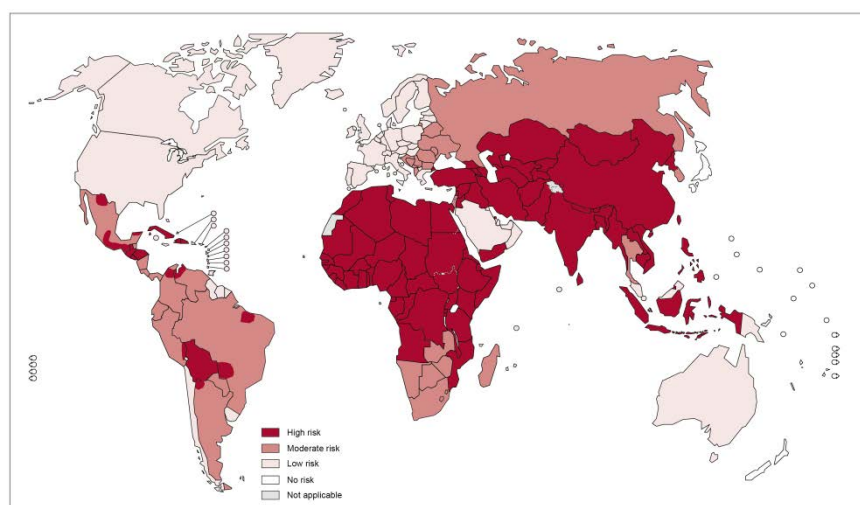 High risk
Moderate risk
Low risk
No risk
Not applicable